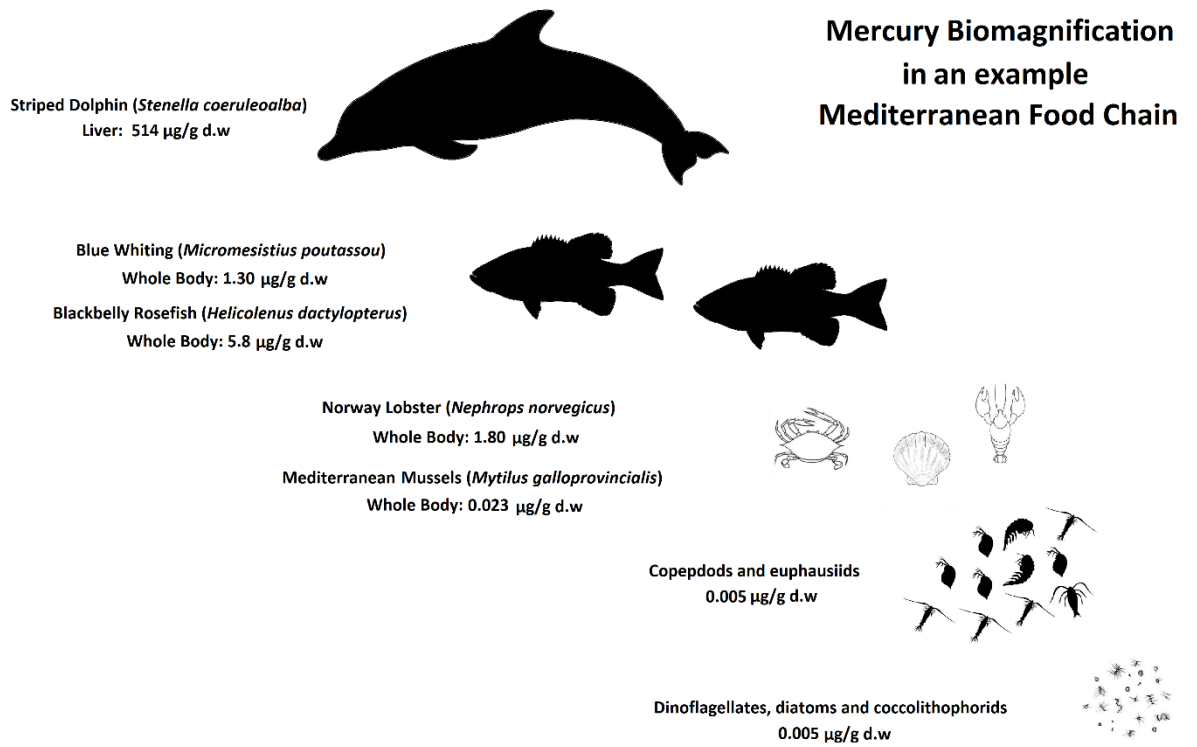 Mercury Biomagnification
in an example
Mediterranean Food Chain
Striped Dolphin (Stenella coeruleoalba)
Liver: 514 µg/g d.w
Blue Whiting (Micromesistius poutassou)
Whole Body: 1.30 µg/g d.w
Blackbelly Rosefish (Helicolenus dactylopterus)
Whole Body: 5.8 µg/g d.w
Norway Lobster (Nephrops norvegicus)
Whole Body: 1.80 µg/g d.w
Mediterranean Mussels (Mytilus galloprovincialis)
Whole Body: 0.023 µg/g d.w
Copepdods and euphausiids
0.005 µg/g d.w
Dinoflagellates, diatoms and coccolithophorids
0.005 µg/g d.w